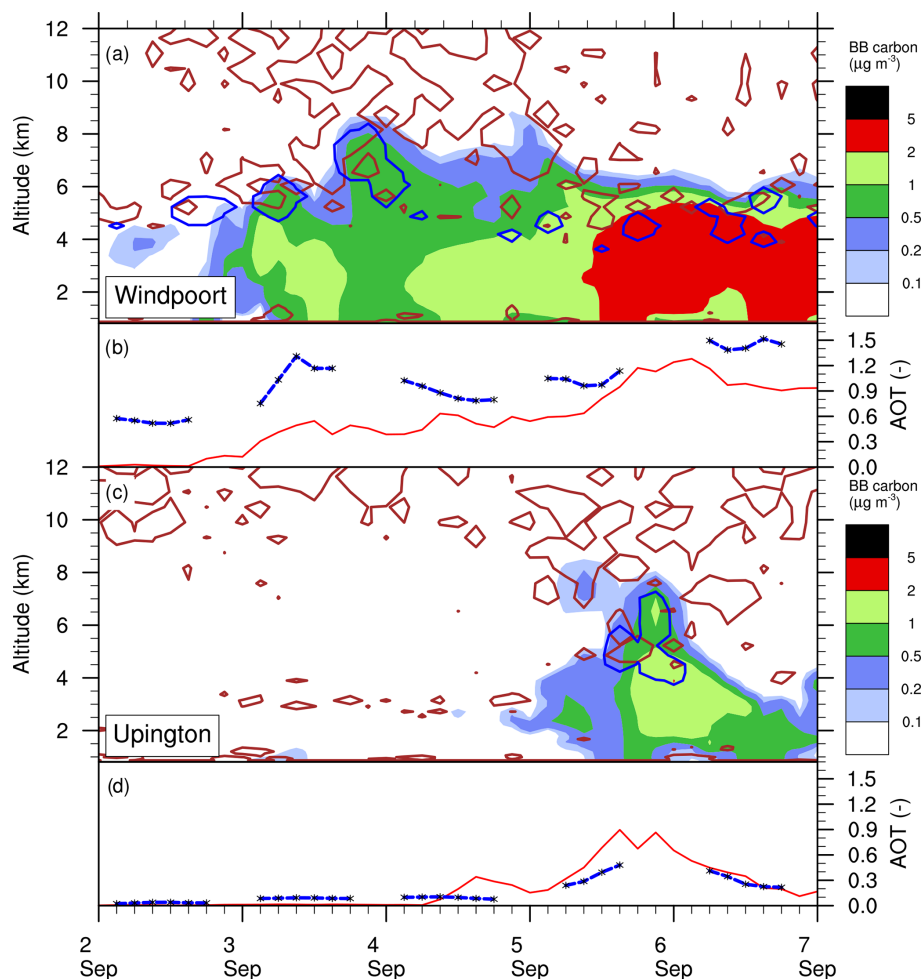 12
(a)
BB carbon
(µg m⁻³)
10
8
6
4
2
Altitude (km)
Windpoort
5
2
1
0.5
0.2
0.1
(b)
1.5
1.2
0.9
0.6
0.3
0.0
AOT (-)
12
(c)
BB carbon
(µg m⁻³)
10
8
6
4
2
Altitude (km)
Upington
5
2
1
0.5
0.2
0.1
(d)
1.5
1.2
0.9
0.6
0.3
0.0
AOT (-)
2 3 4 5 6 7
Sep Sep Sep Sep Sep Sep